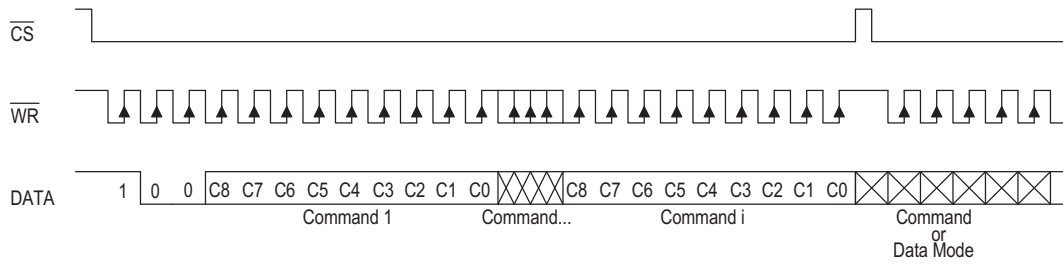 CS
WR
DATA 1 0 0 C8 C7 C6 C5 C4 C3 C2 C1 C0 C8 C7 C6 C5 C4 C3 C2 C1 C0
Command 1 Command... Command i Command
or
Data Mode